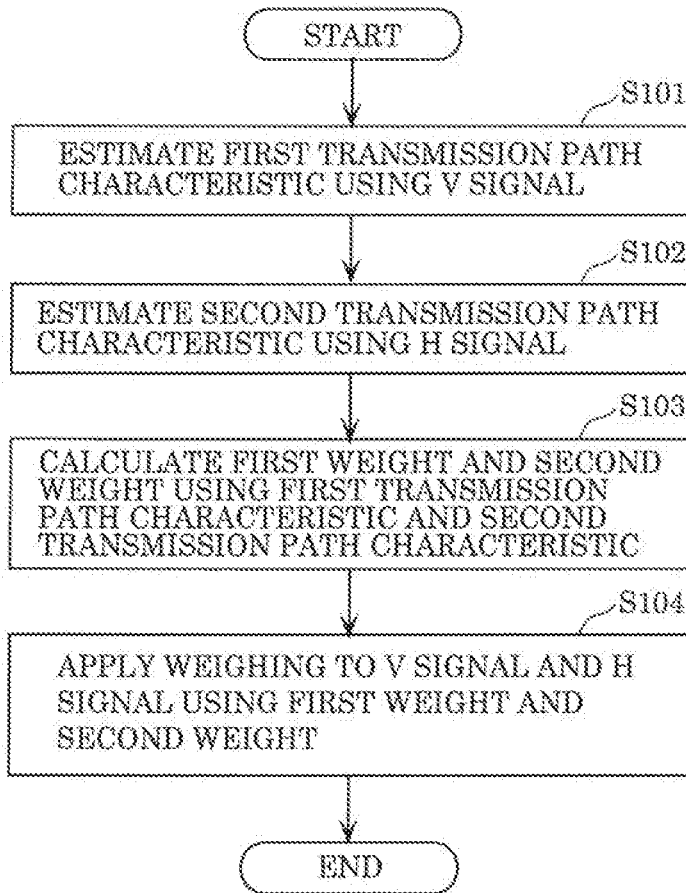 START
S101
ESTIMATE FIRST TRANSMISSION PATH
CHARACTERISTIC USING V SIGNAL
S102
ESTIMATE SECOND TRANSMISSION PATH
CHARACTERISTIC USING H SIGNAL
S103
CALCULATE FIRST WEIGHT AND SECOND
WEIGHT USING FIRST TRANSMISSION
PATH CHARACTERISTIC AND SECOND
TRANSMISSION PATH CHARACTERISTIC
S104
APPLY WEIGHING TO V SIGNAL AND H
SIGNAL USING FIRST WEIGHT AND
SECOND WEIGHT
END